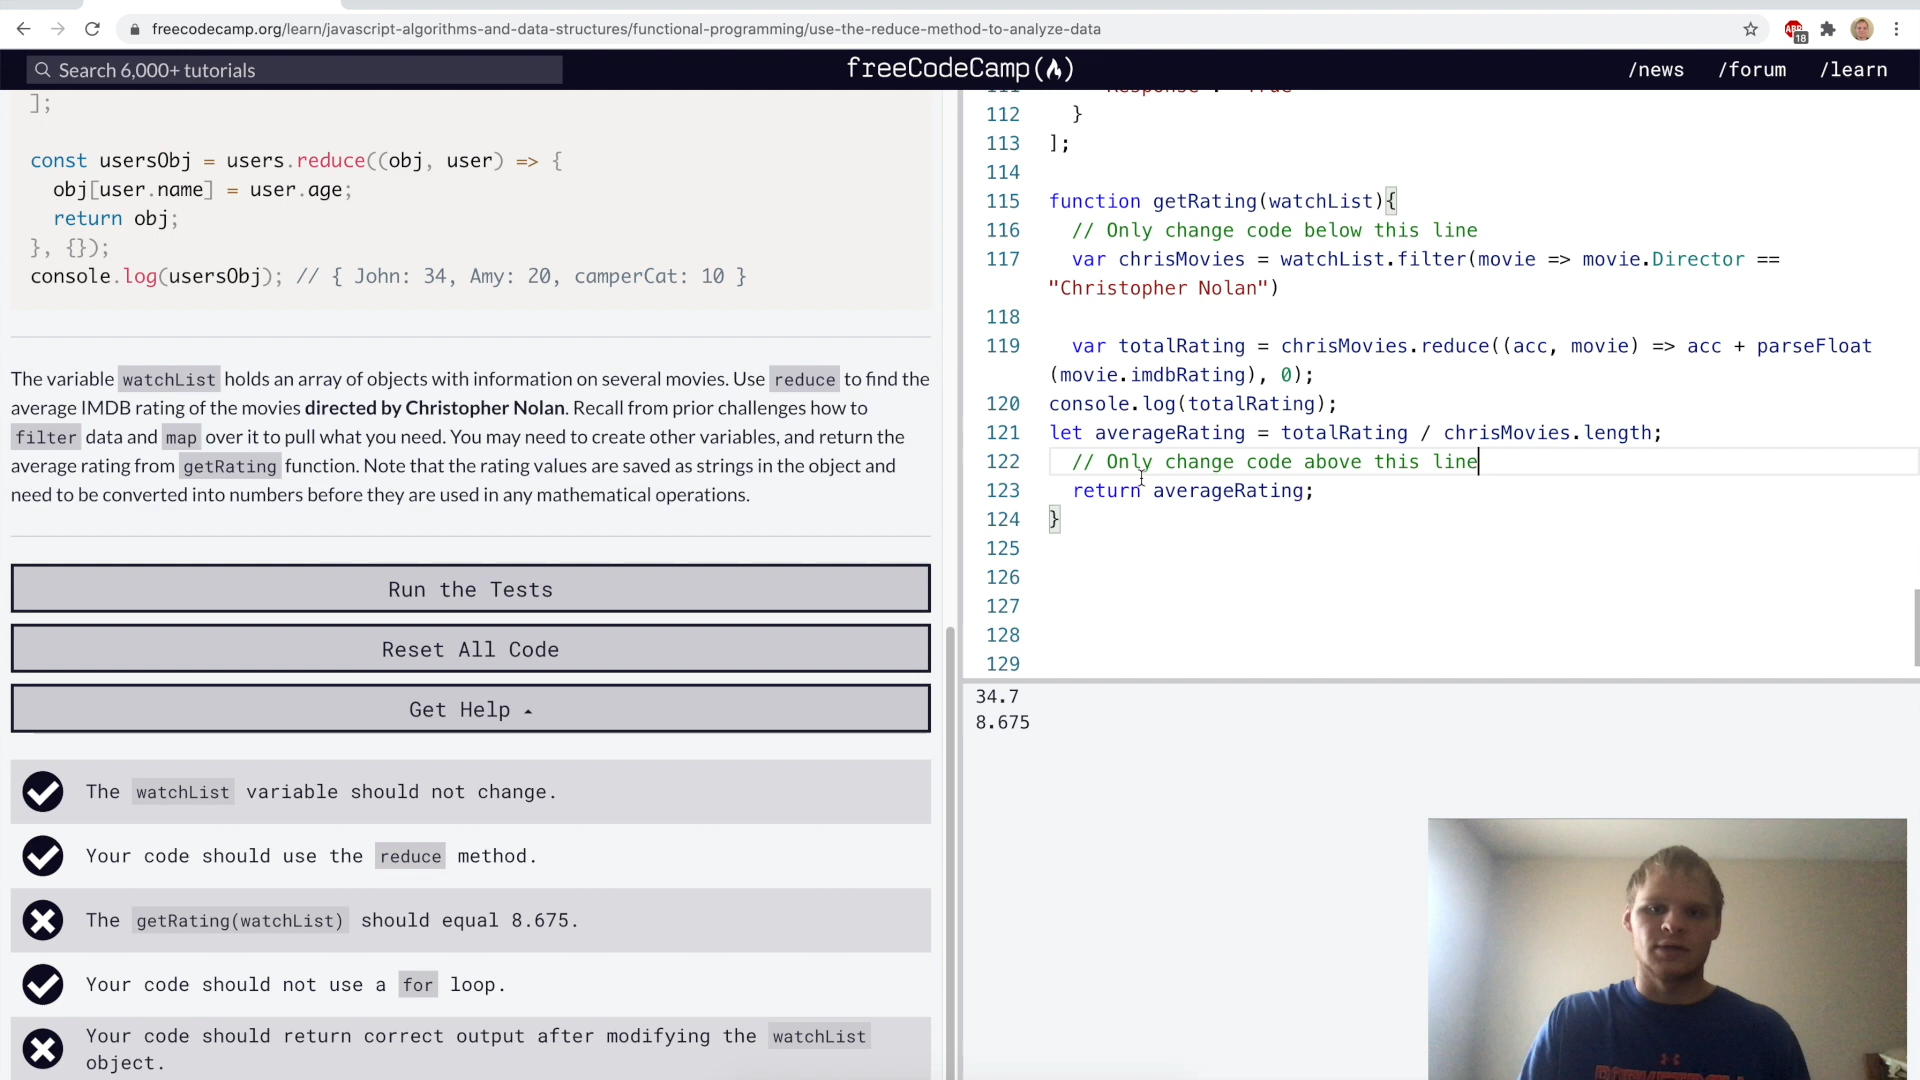 freecodecamp.org/learn/javascript-algorithms-and-data-structures/functional-programming/use-the-reduce-method-to-analyze-data
ABP
18
Search 6,000+ tutorials
freeCodeCamp(🔥)
/news /forum /learn
];
const usersObj = users.reduce((obj, user) => {
obj[user.name] = user.age;
return obj;
}, {});
console.log(usersObj); // { John: 34, Amy: 20, camperCat: 10 }
The variable watchList holds an array of objects with information on several movies. Use reduce to find the
average IMDB rating of the movies directed by Christopher Nolan. Recall from prior challenges how to
filter data and map over it to pull what you need. You may need to create other variables, and return the
average rating from getRating function. Note that the rating values are saved as strings in the object and
need to be converted into numbers before they are used in any mathematical operations.
Run the Tests
Reset All Code
Get Help
The watchList variable should not change.
Your code should use the reduce method.
The getRating(watchList) should equal 8.675.
Your code should not use a for loop.
Your code should return correct output after modifying the watchList
object.
111 "Response": "True"
112 }
113 ];
114
115 function getRating(watchList){
116 // Only change code below this line
117 var chrisMovies = watchList.filter(movie => movie.Director ==
"Christopher Nolan")
118
119 var totalRating = chrisMovies.reduce((acc, movie) => acc + parseFloat
(movie.imdbRating), 0);
120 console.log(totalRating);
121 let averageRating = totalRating / chrisMovies.length;
122 // Only change code above this line
123 return averageRating;
124 }
125
126
127
128
129
34.7
8.675